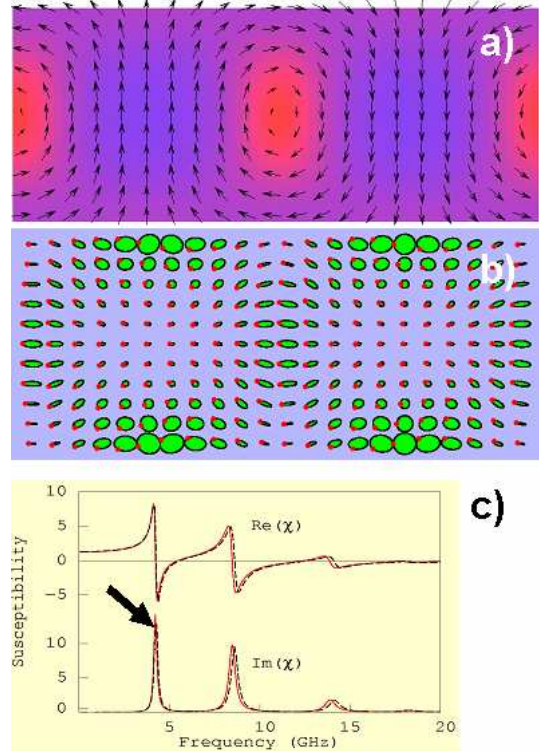 a)
b)
c)
10
5
0
−5
10
5
0
Susceptibility
Re(χ)
Im(χ)
5
10
15
20
Frequency (GHz)